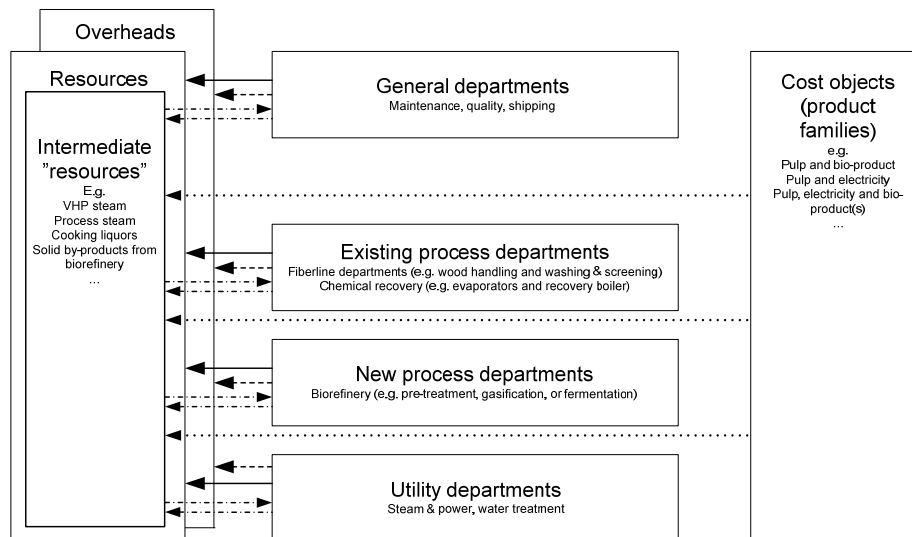 Overheads
Resources
Intermediate
”resources”
E.g.
VHP steam
Process steam
Cooking liquors
Solid by-products from
biorefinery
...
General departments
Maintenance, quality, shipping
Existing process departments
Fiberline departments (e.g. wood handling and washing & screening)
Chemical recovery (e.g. evaporators and recovery boiler)
New process departments
Biorefinery (e.g. pre-treatment, gasification, or fermentation)
Utility departments
Steam & power, water treatment
Cost objects
(product
families)
e.g.
Pulp and bio-product
Pulp and electricity
Pulp, electricity and bio-
product(s)
...